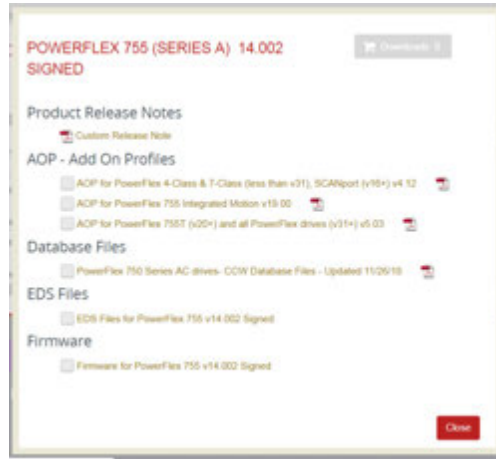 POWERFLEX 755 (SERIES A) 14.002
SIGNED
Downloads 0
Product Release Notes
Custom Release Note
AOP - Add On Profiles
AOP for PowerFlex 4-Class & 7-Class (less than v31), SCANport (v16+) v4.12
AOP for PowerFlex 755 Integrated Motion v19.00
AOP for PowerFlex 755T (v20+) and all PowerFlex drives (v31+) v5.03
Database Files
PowerFlex 750 Series AC drives- CCW Database Files - Updated 11/26/18
EDS Files
EDS Files for PowerFlex 755 v14.002 Signed
Firmware
Firmware for PowerFlex 755 v14.002 Signed
Close